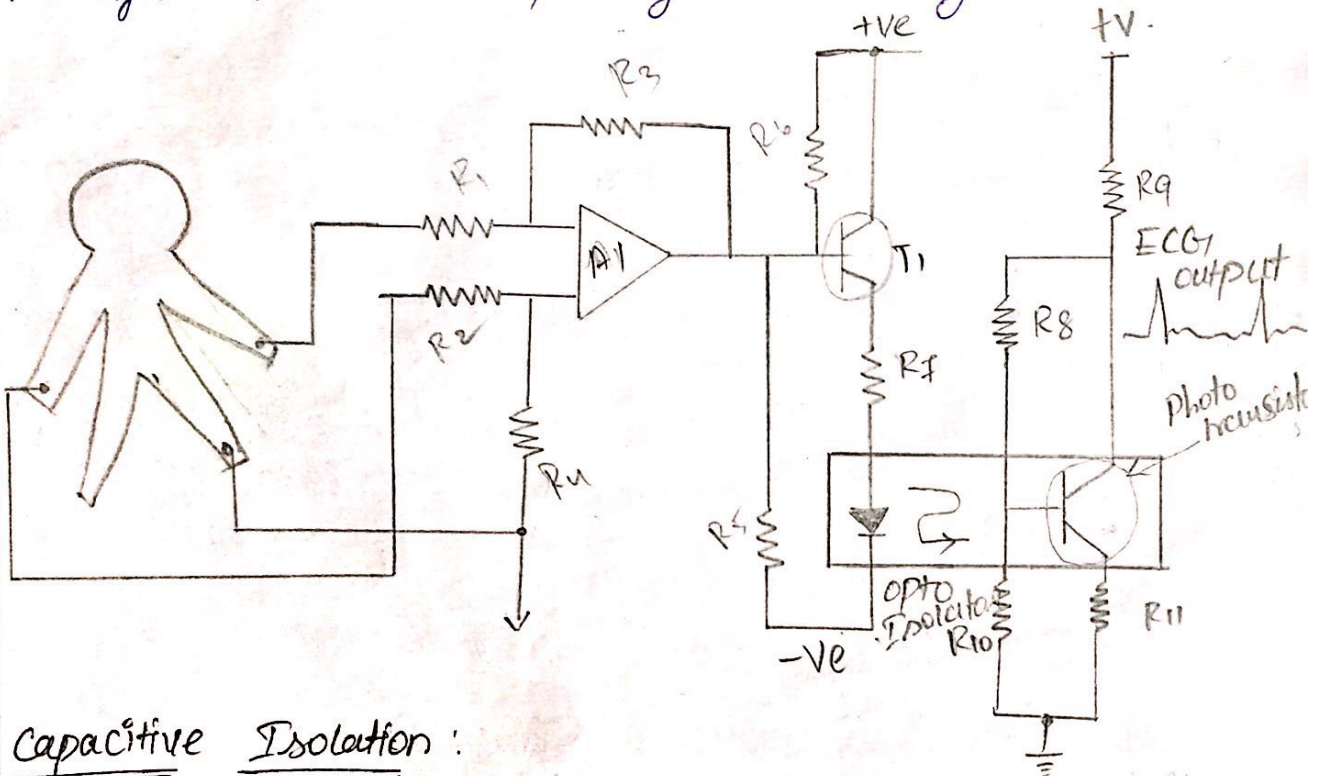 +ve
+V.
R3
R6
R1
R9
A1
T1
ECG
output
R2
R8
R7
Photo
R4
R5
opto
R10
R11
-Ve
Capacitive Isolation :